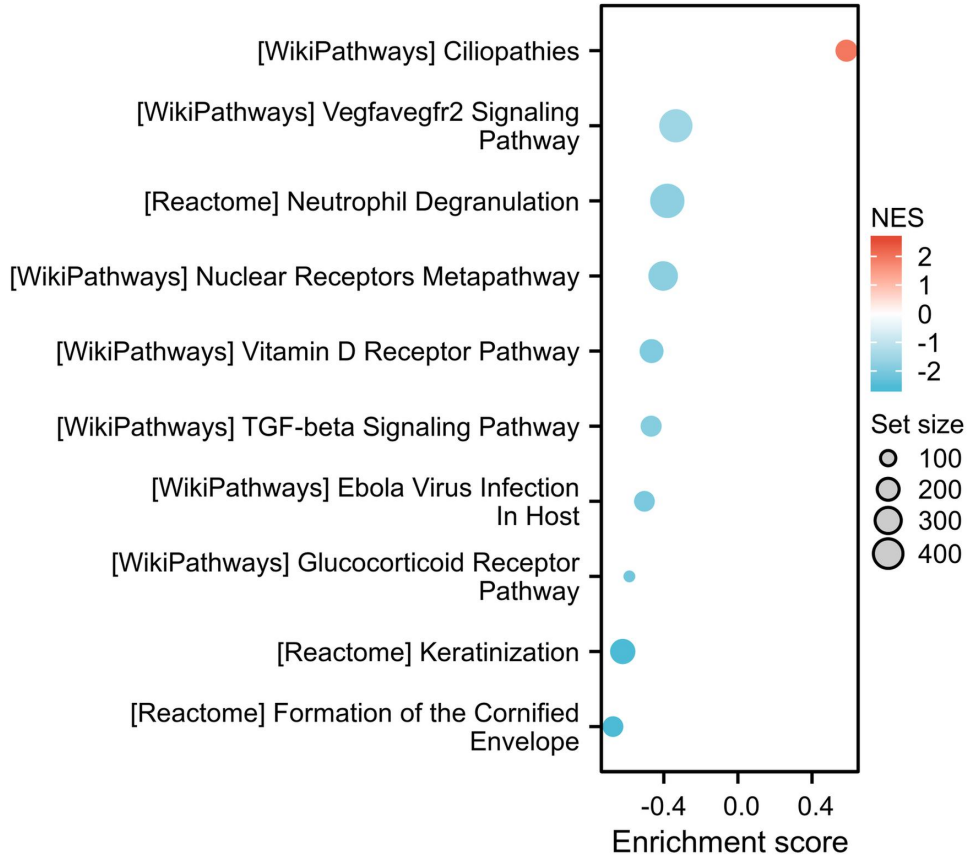 [WikiPathways] Ciliopathies
[WikiPathways] Vegfavegfr2 Signaling
Pathway
[Reactome] Neutrophil Degranulation
[WikiPathways] Nuclear Receptors Metapathway
[WikiPathways] Vitamin D Receptor Pathway
[WikiPathways] TGF-beta Signaling Pathway
[WikiPathways] Ebola Virus Infection
In Host
[WikiPathways] Glucocorticoid Receptor
Pathway
[Reactome] Keratinization
[Reactome] Formation of the Cornified
Envelope
-0.4 0.0 0.4
Enrichment score
NES
2
1
0
-1
-2
Set size
100
200
300
400